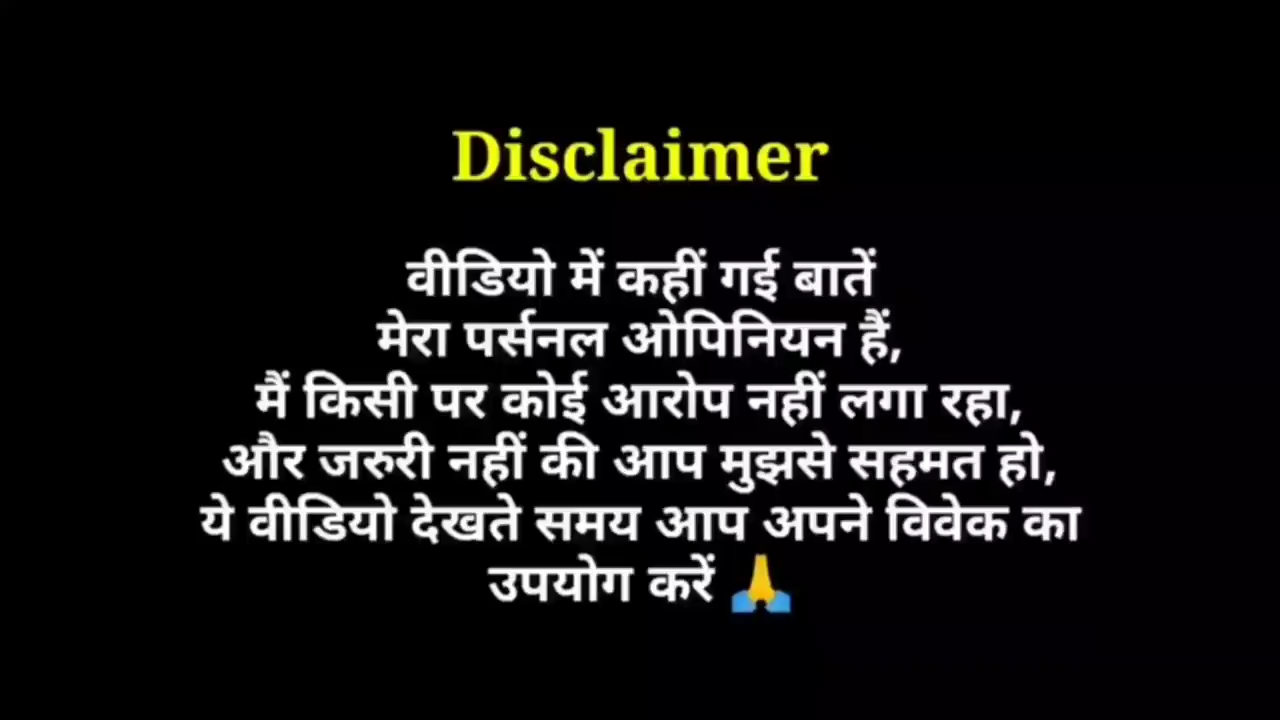 Disclaimer
वीडियो में कहीं गई बातें
मेरा पर्सनल ओपिनियन हैं,
मैं किसी पर कोई आरोप नहीं लगा रहा,
और जरुरी नहीं की आप मुझसे सहमत हो,
ये वीडियो देखते समय आप अपने विवेक का
उपयोग करें 🙏